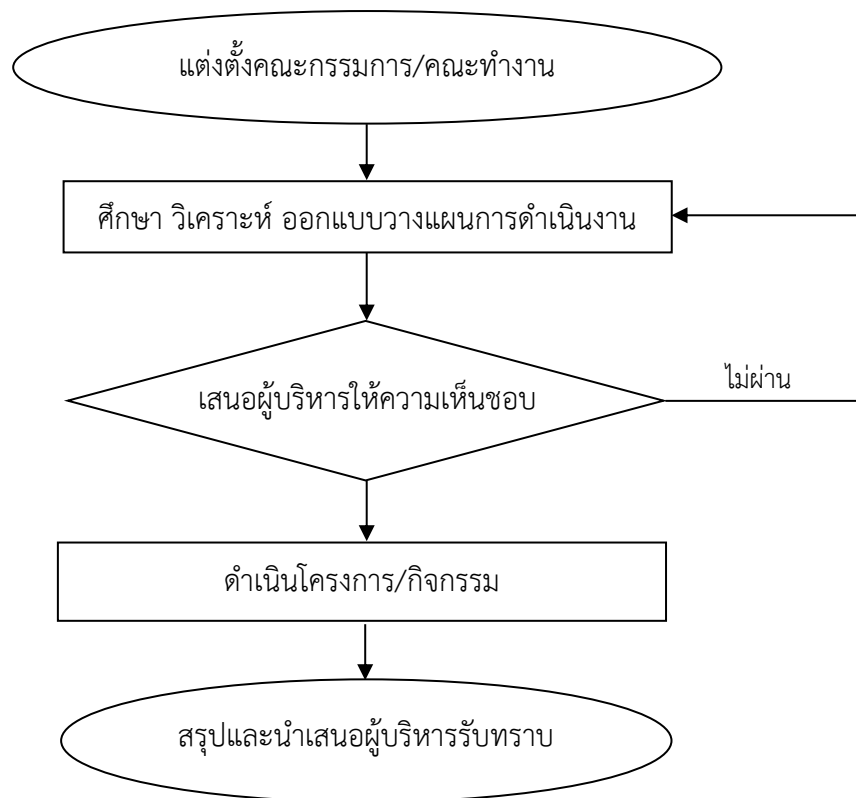 แต่งตั้งคณะกรรมการ/คณะทำงาน
ศึกษา วิเคราะห์ ออกแบบวางแผนการดำเนินงาน
เสนอผู้บริหารให้ความเห็นชอบ
ไม่ผ่าน
ดำเนินโครงการ/กิจกรรม
สรุปและนำเสนอผู้บริหารรับทราบ